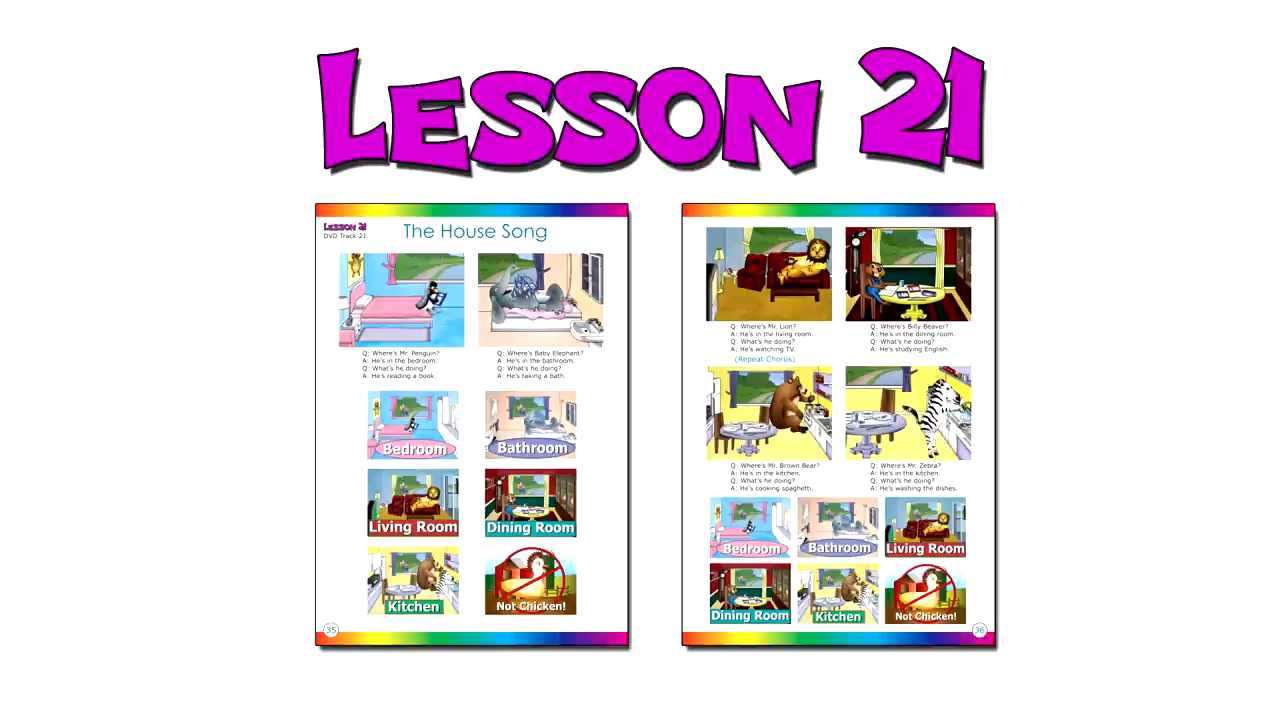 LESSON 21
LESSON 21
DVD Track 21
The House Song
Q: Where's Mr. Penguin?
A: He's in the bedroom.
Q: What's he doing?
A: He's reading a book.
Q: Where's Baby Elephant?
A: He's in the bathroom.
Q: What's he doing?
A: He's taking a bath.
Bedroom
Bathroom
Living Room
Dining Room
Kitchen
Not Chicken!
35
Q: Where's Mr. Lion?
A: He's in the living room.
Q: What's he doing?
A: He's watching TV.
(Repeat Chorus)
Q: Where's Billy Beaver?
A: He's in the dining room.
Q: What's he doing?
A: He's studying English.
Q: Where's Mr. Brown Bear?
A: He's in the kitchen.
Q: What's he doing?
A: He's cooking spaghetti.
Q: Where's Mr. Zebra?
A: He's in the kitchen.
Q: What's he doing?
A: He's washing the dishes.
Bedroom
Bathroom
Living Room
Dining Room
Kitchen
Not Chicken!
36